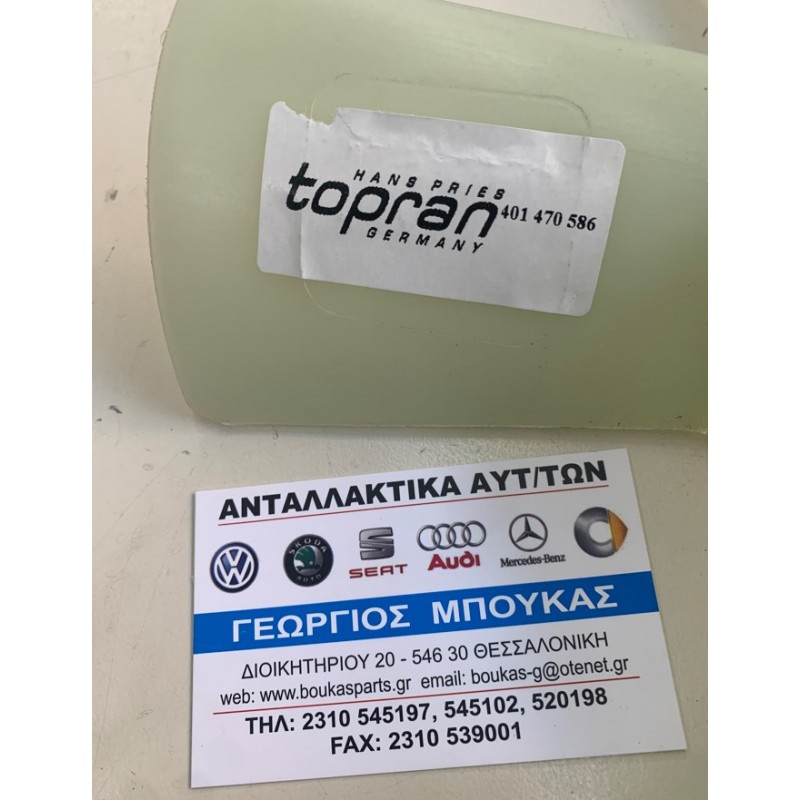 HANS PRIES
topran 401 470 586
GERMANY
ΑΝΤΑΛΛΑΚΤΙΚΑ ΑΥΤ/ΤΩΝ
VW
SKODA
AUTO
SEAT
Audi
Mercedes-Benz
ΓΕΩΡΓΙΟΣ ΜΠΟΥΚΑΣ
ΔΙΟΙΚΗΤΗΡΙΟΥ 20 - 546 30 ΘΕΣΣΑΛΟΝΙΚΗ
web: www.boukasparts.gr email: boukas-g@otenet.gr
ΤΗΛ: 2310 545197, 545102, 520198
FAX: 2310 539001